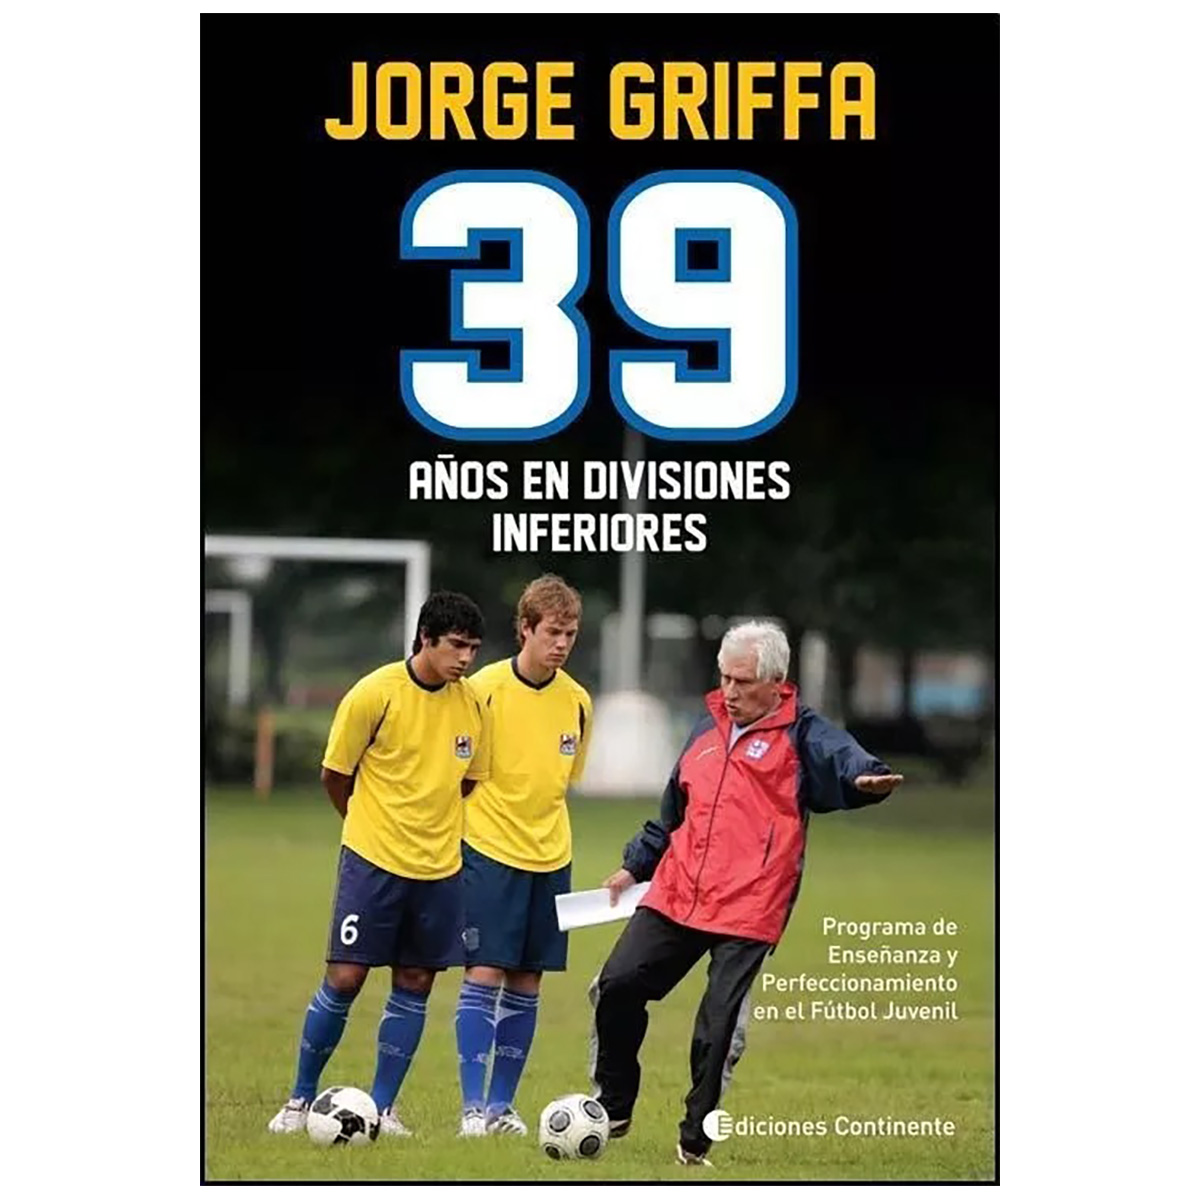 JORGE GRIFFA
39
AÑOS EN DIVISIONES
INFERIORES
6
Programa de
Enseñanza y
Perfeccionamiento
en el Fútbol Juvenil
Ediciones Continente